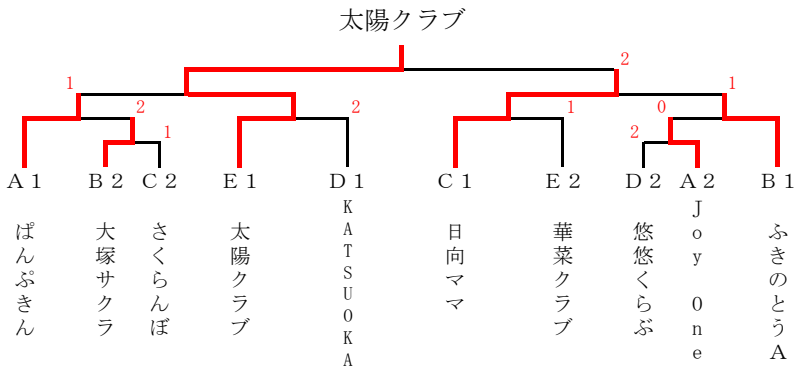 太陽クラブ
2
1
1
2
2
1
0
1
2
A1
B2
C2
E1
D1
C1
E2
D2
A2
B1
ぱんぷきん
大塚サクラ
さくらんぼ
太陽クラブ
KATSUOKA
日向ママ
華菜クラブ
悠悠くらぶ
Joy One
ふきのとうA